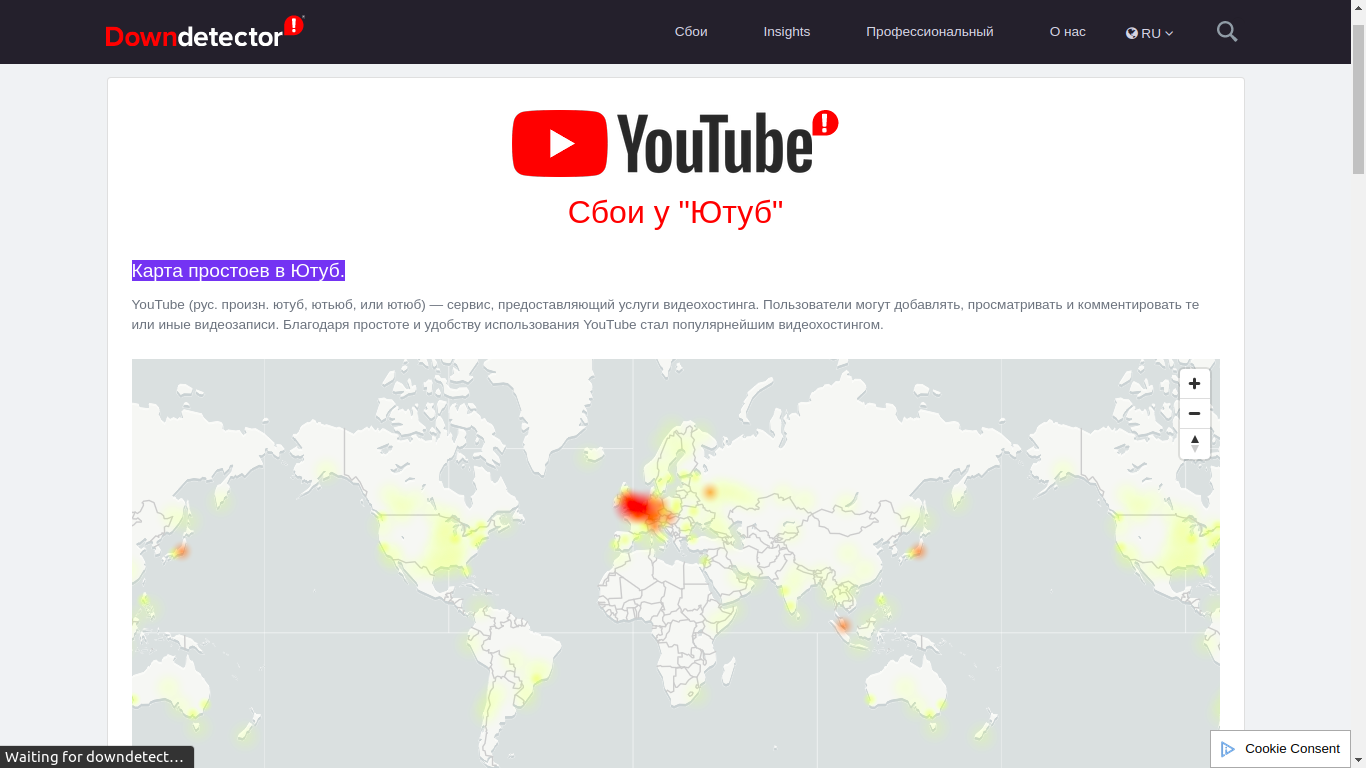 Downdetector
Сбои
Insights
Профессиональный
О нас
RU
YouTube
Сбои у "Ютуб"
Карта простоев в Ютуб.
YouTube (рус. произн. ютуб, ютьюб, или ютюб) — сервис, предоставляющий услуги видеохостинга. Пользователи могут добавлять, просматривать и комментировать те
или иные видеозаписи. Благодаря простоте и удобству использования YouTube стал популярнейшим видеохостингом.
Waiting for downdetect…
Cookie Consent